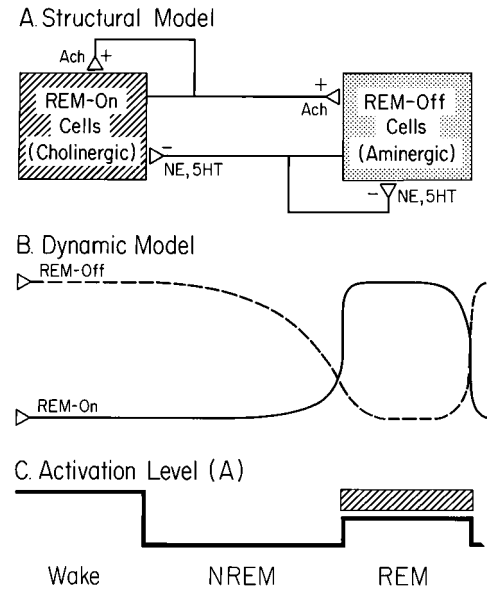 A. Structural Model
Ach +
REM-On
Cells
(Cholinergic)
+
Ach
REM-Off
Cells
(Aminergic)
–
NE, 5HT
– NE, 5HT
B. Dynamic Model
REM-Off
REM-On
C. Activation Level (A)
Wake NREM REM